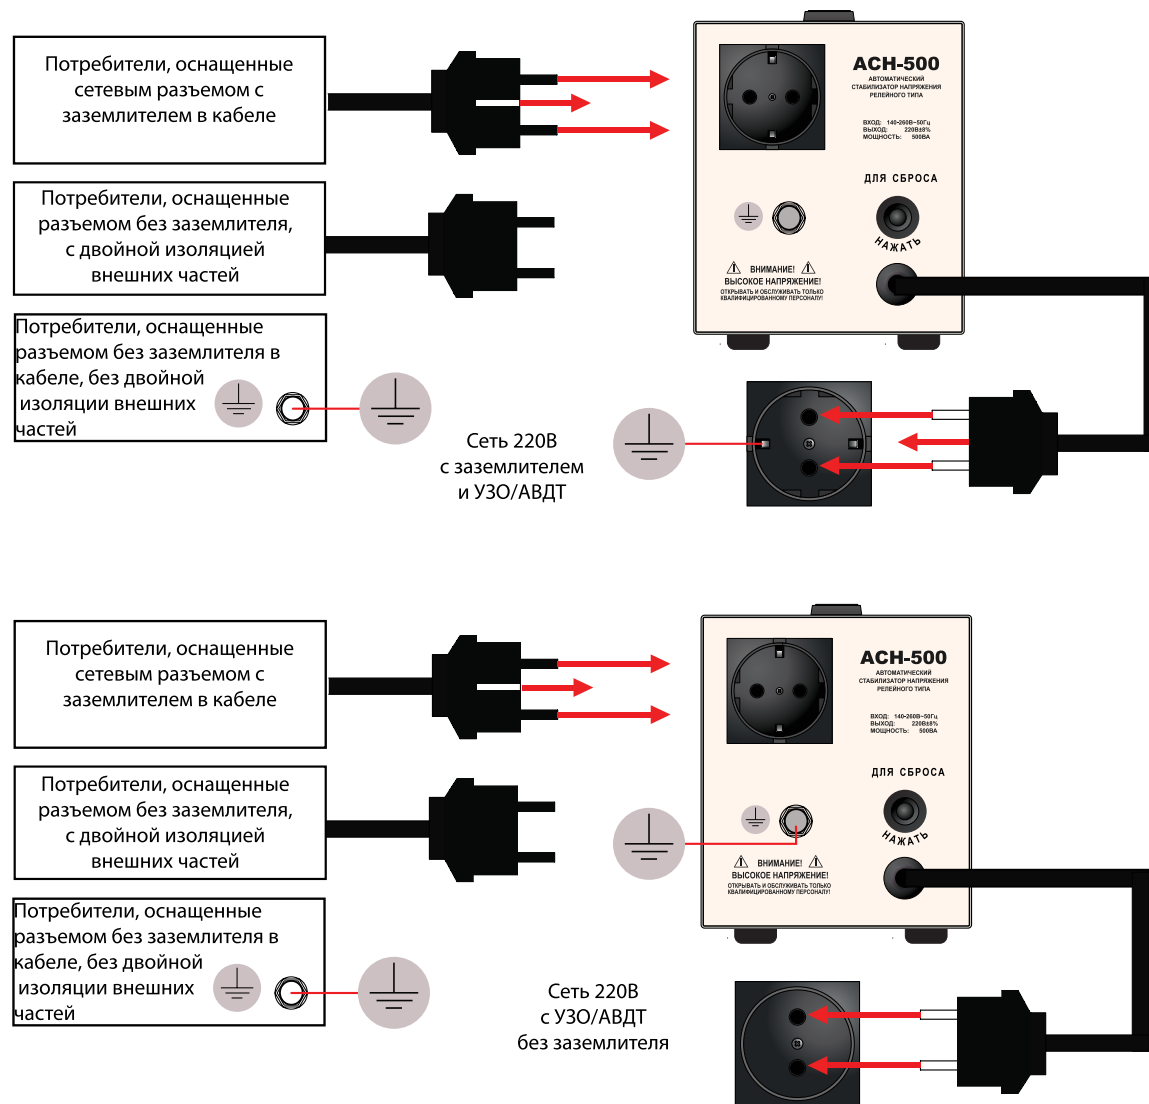 Потребители, оснащенные
сетевым разъемом с
заземлителем в кабеле
Потребители, оснащенные
разъемом без заземлителя,
с двойной изоляцией
внешних частей
Потребители, оснащенные
разъемом без заземлителя в
кабеле, без двойной
изоляции внешних
частей
АСН-500
АВТОМАТИЧЕСКИЙ
СТАБИЛИЗАТОР НАПРЯЖЕНИЯ
РЕЛЕЙНОГО ТИПА
ВХОД: 140-260В~50Гц
ВЫХОД: 220В±8%
МОЩНОСТЬ: 500ВА
ДЛЯ СБРОСА
НАЖАТЬ
ВНИМАНИЕ!
ВЫСОКОЕ НАПРЯЖЕНИЕ!
ОТКРЫВАТЬ И ОБСЛУЖИВАТЬ ТОЛЬКО
КВАЛИФИЦИРОВАННОМУ ПЕРСОНАЛУ!
Сеть 220В
с заземлителем
и УЗО/АВДТ
Потребители, оснащенные
сетевым разъемом с
заземлителем в кабеле
Потребители, оснащенные
разъемом без заземлителя,
с двойной изоляцией
внешних частей
Потребители, оснащенные
разъемом без заземлителя в
кабеле, без двойной
изоляции внешних
частей
АСН-500
АВТОМАТИЧЕСКИЙ
СТАБИЛИЗАТОР НАПРЯЖЕНИЯ
РЕЛЕЙНОГО ТИПА
ВХОД: 140-260В~50Гц
ВЫХОД: 220В±8%
МОЩНОСТЬ: 500ВА
ДЛЯ СБРОСА
НАЖАТЬ
ВНИМАНИЕ!
ВЫСОКОЕ НАПРЯЖЕНИЕ!
ОТКРЫВАТЬ И ОБСЛУЖИВАТЬ ТОЛЬКО
КВАЛИФИЦИРОВАННОМУ ПЕРСОНАЛУ!
Сеть 220В
с УЗО/АВДТ
без заземлителя